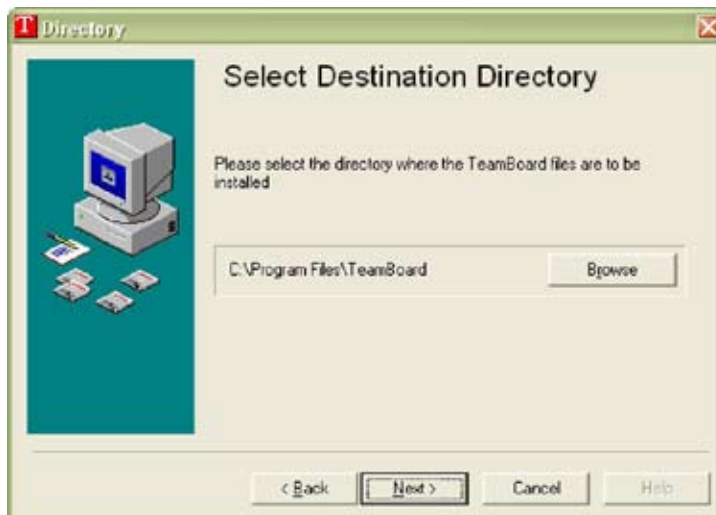 T Directory
Select Destination Directory
Please select the directory where the TeamBoard files are to be
installed
C:\Program Files\TeamBoard
Browse
< Back
Next >
Cancel
Help